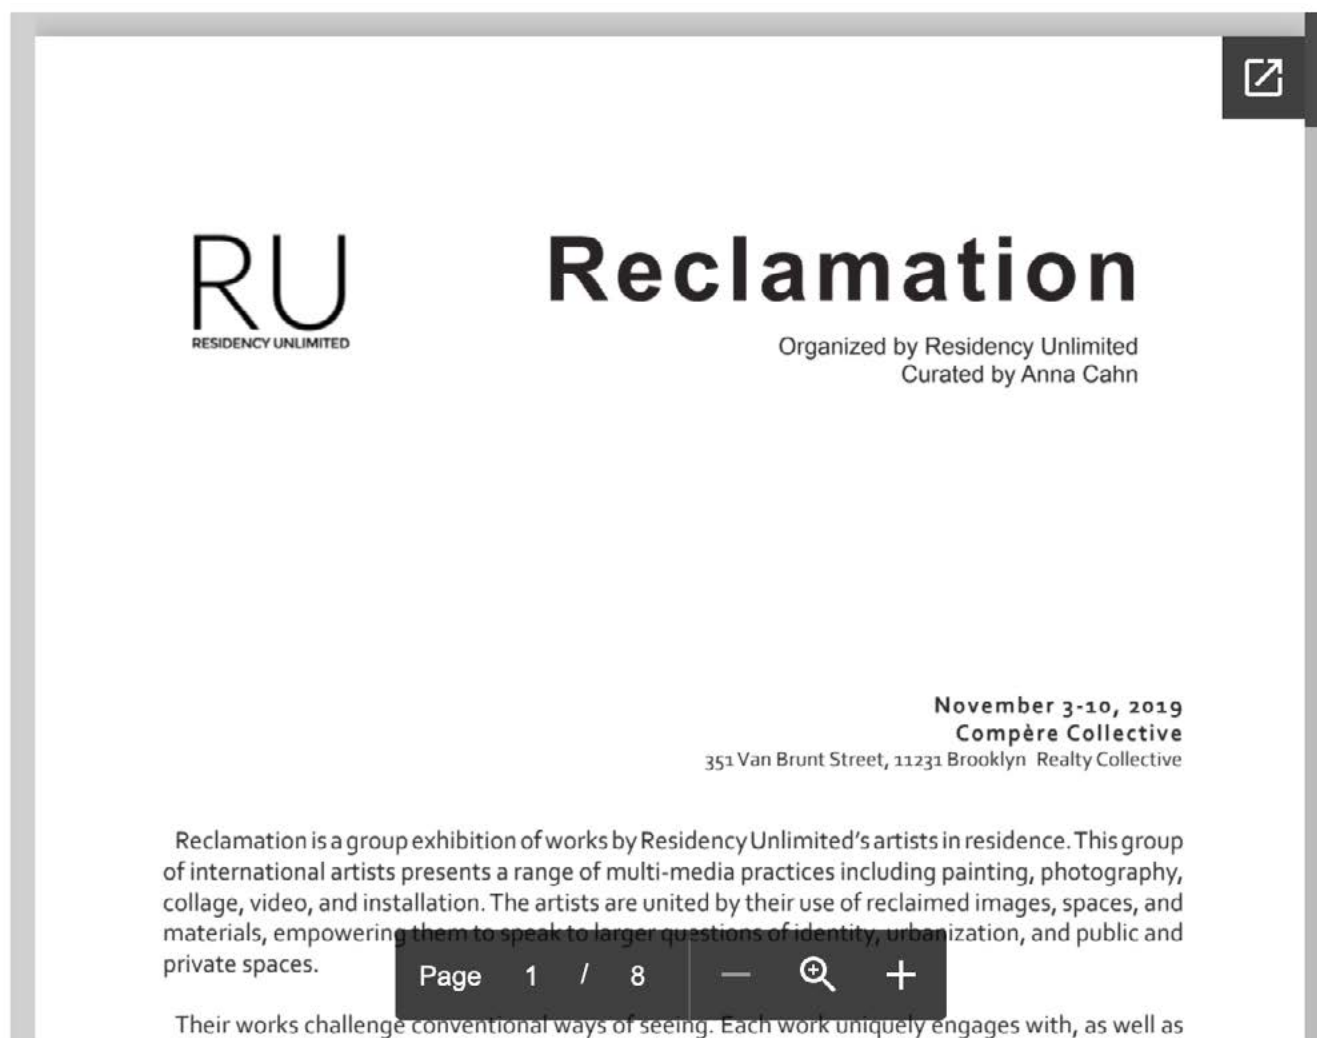 RU
RESIDENCY UNLIMITED
Reclamation
Organized by Residency Unlimited
Curated by Anna Cahn
November 3-10, 2019
Compère Collective
351 Van Brunt Street, 11231 Brooklyn  Realty Collective
Reclamation is a group exhibition of works by Residency Unlimited's artists in residence. This group
of international artists presents a range of multi-media practices including painting, photography,
collage, video, and installation. The artists are united by their use of reclaimed images, spaces, and
materials, empowering them to speak to larger questions of identity, urbanization, and public and
private spaces.
Page 1 / 8
Their works challenge conventional ways of seeing. Each work uniquely engages with, as well as